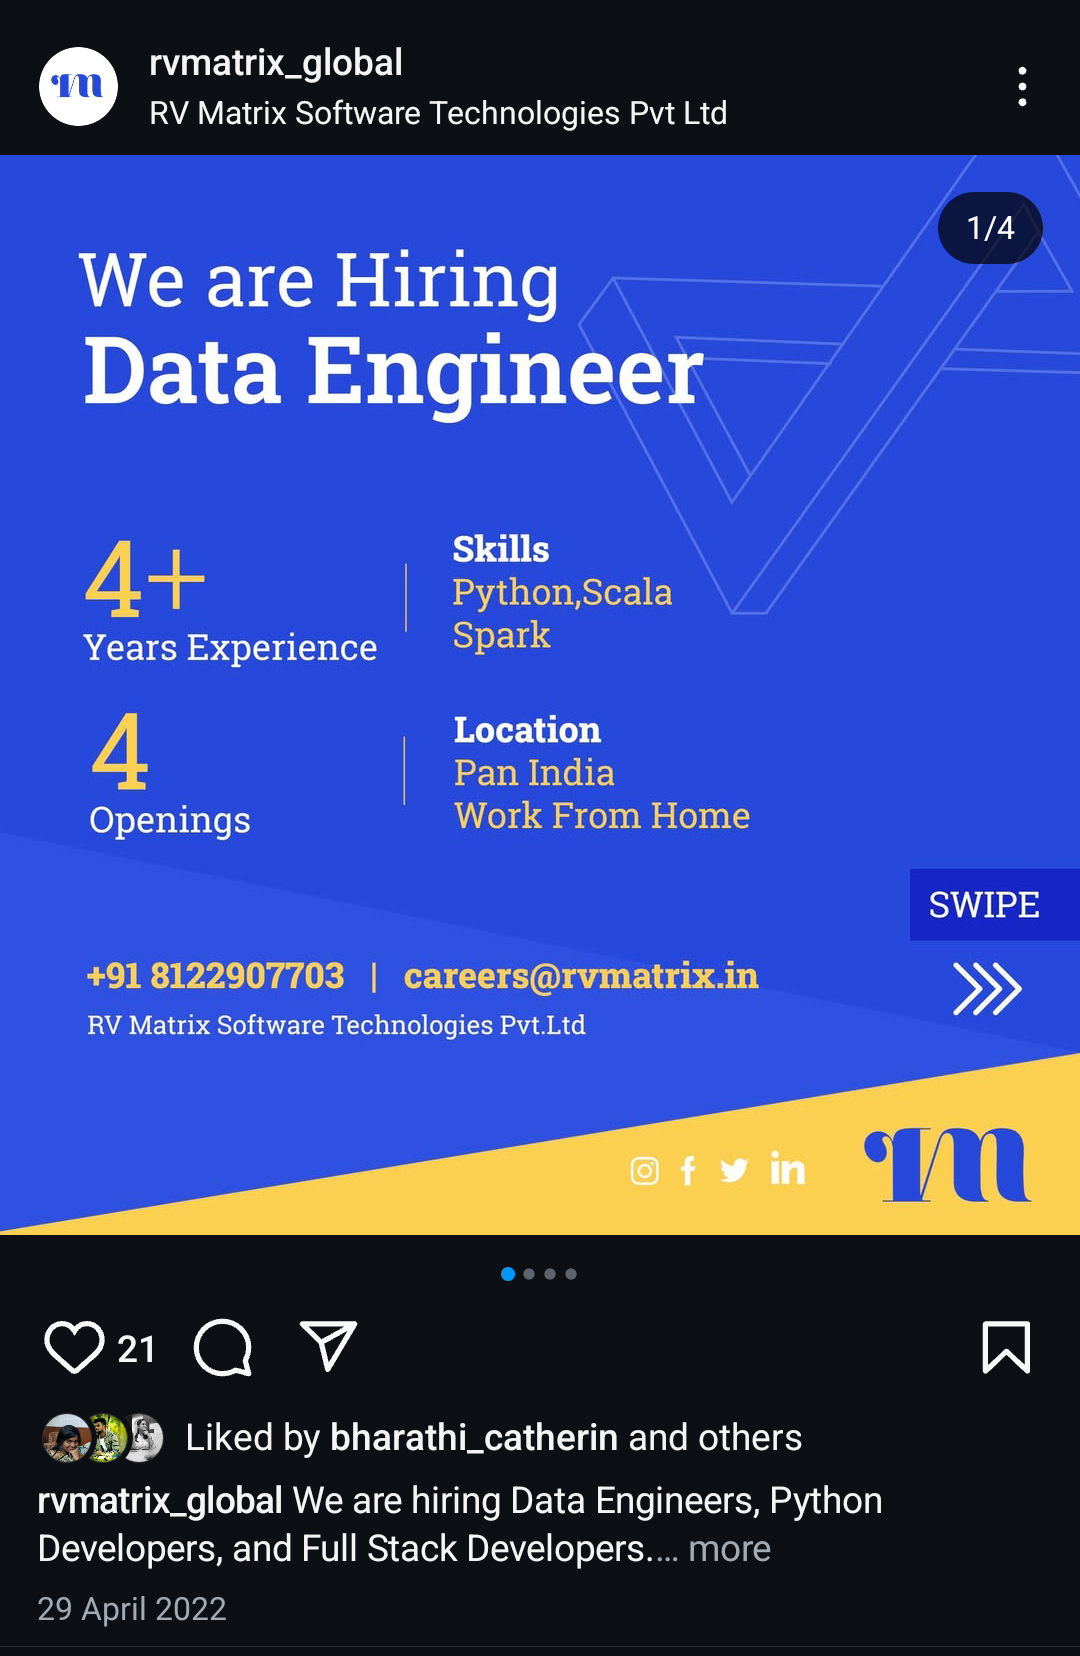 rvmatrix_global
RV Matrix Software Technologies Pvt Ltd
1/4
We are Hiring
Data Engineer
4+
Years Experience
Skills
Python,Scala
Spark
4
Openings
Location
Pan India
Work From Home
SWIPE
+91 8122907703 | careers@rvmatrix.in
RV Matrix Software Technologies Pvt.Ltd
21
Liked by bharathi_catherin and others
rvmatrix_global We are hiring Data Engineers, Python
Developers, and Full Stack Developers.... more
29 April 2022